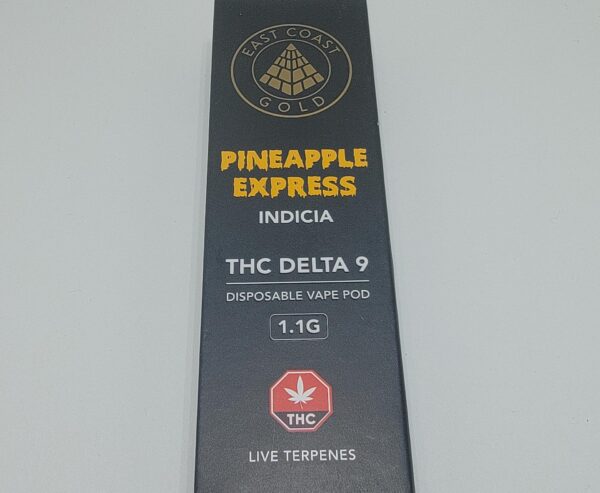 EAST COAST
GOLD
PINEAPPLE
EXPRESS
INDICIA
THC DELTA 9
DISPOSABLE VAPE POD
1.1G
THC
LIVE TERPENES